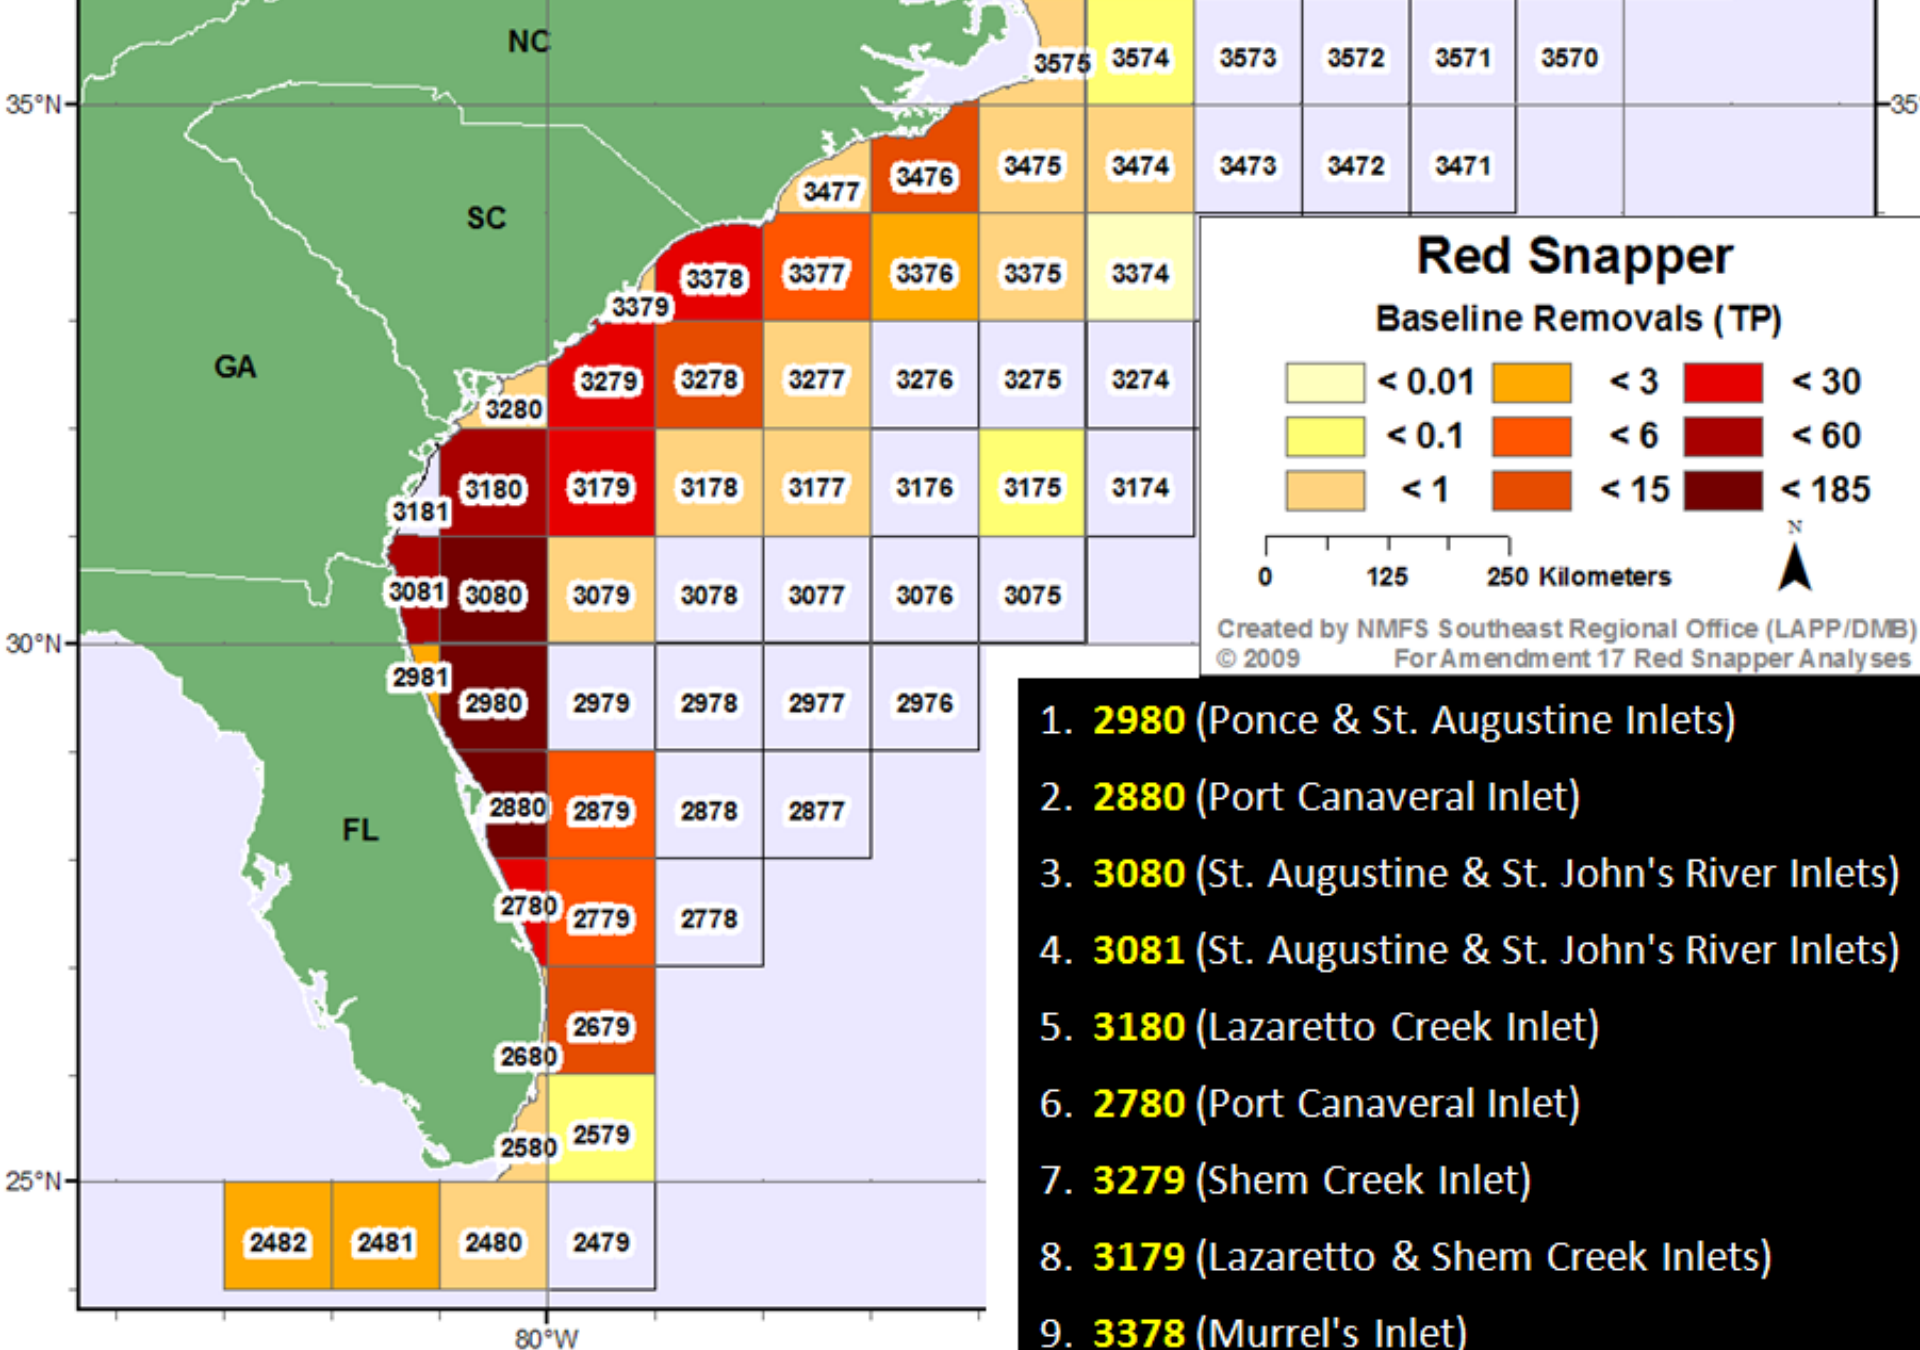 NC
3575 3574 3573 3572 3571 3570
35°N
35°
3477 3476 3475 3474 3473 3472 3471
SC
3379 3378 3377 3376 3375 3374
GA
3280 3279 3278 3277 3276 3275 3274
3181 3180 3179 3178 3177 3176 3175 3174
3081 3080 3079 3078 3077 3076 3075
30°N
2981 2980 2979 2978 2977 2976
FL
2880 2879 2878 2877
2780 2779 2778
2680 2679
2580 2579
25°N
2482 2481 2480 2479
80°W
Red Snapper
Baseline Removals (TP)
< 0.01 < 3 < 30
< 0.1 < 6 < 60
< 1 < 15 < 185
N
0 125 250 Kilometers
Created by NMFS Southeast Regional Office (LAPP/DMB)
© 2009 For Amendment 17 Red Snapper Analyses
1. 2980 (Ponce & St. Augustine Inlets)
2. 2880 (Port Canaveral Inlet)
3. 3080 (St. Augustine & St. John's River Inlets)
4. 3081 (St. Augustine & St. John's River Inlets)
5. 3180 (Lazaretto Creek Inlet)
6. 2780 (Port Canaveral Inlet)
7. 3279 (Shem Creek Inlet)
8. 3179 (Lazaretto & Shem Creek Inlets)
9. 3378 (Murrel's Inlet)